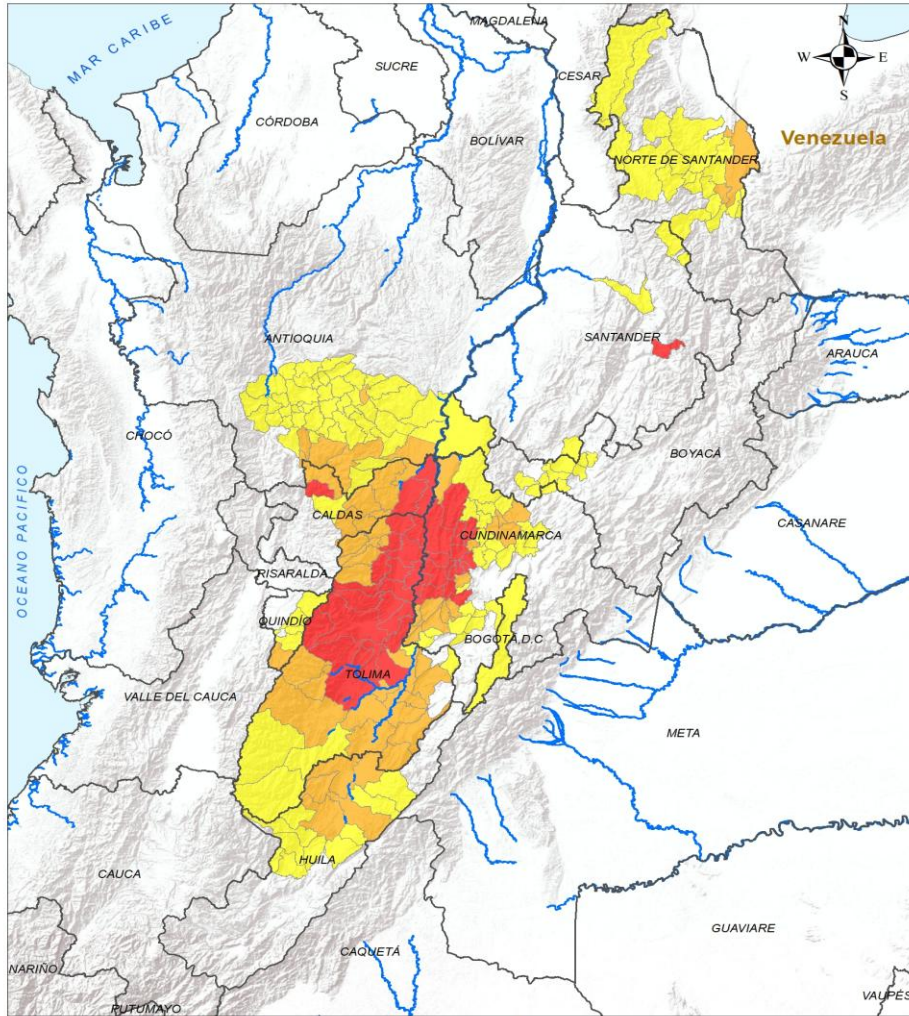 MAGDALENA
N
MAR CARIBE
SUCRE
CESAR
W
E
S
CÓRDOBA
BOLÍVAR
Venezuela
NORTE DE SANTANDER
ANTIOQUIA
SANTANDER
ARAUCA
CHOCÓ
BOYACÁ
CALDAS
CASANARE
CUNDINAMARCA
OCEANO PACIFICO
RISARALDA
QUINDÍO
BOGOTÁ,D.C
TOLIMA
VALLE DEL CAUCA
META
HUILA
CAUCA
GUAVIARE
CAQUETÁ
NARIÑO
VAUPÉS
PUTUMAYO